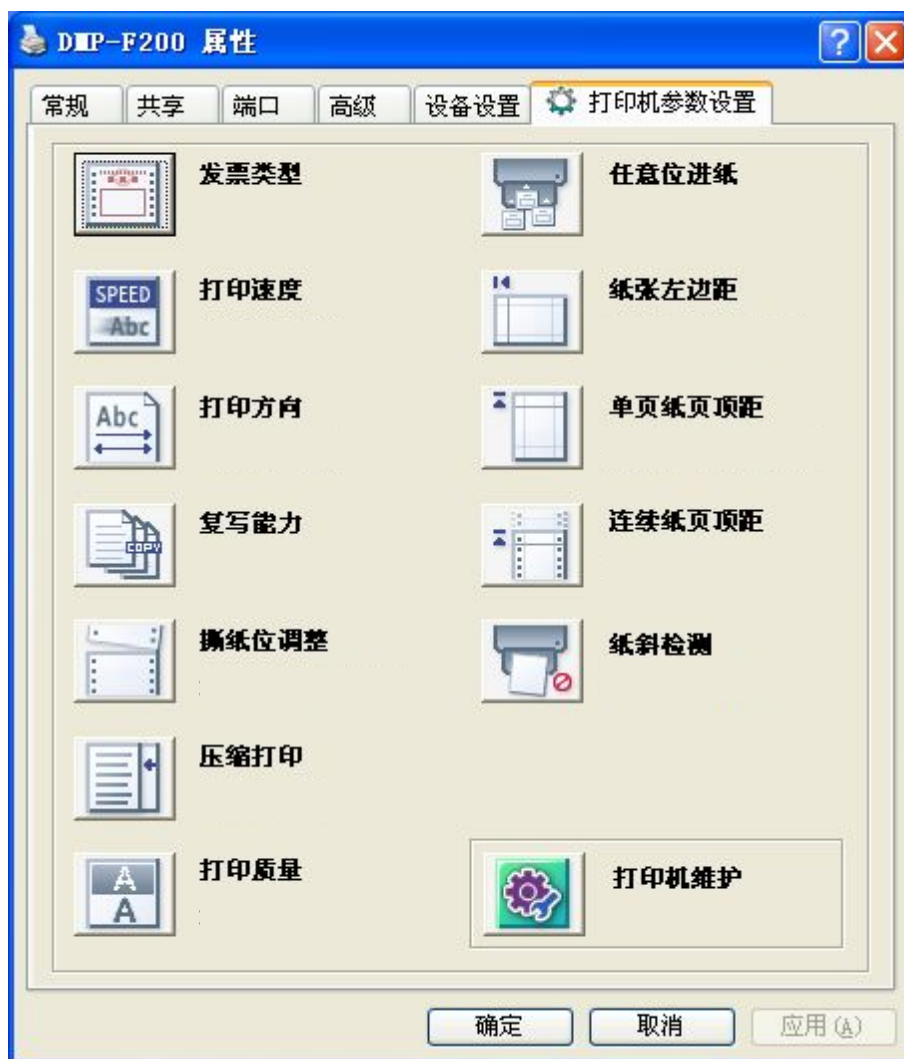 DMP-F200 属性
常规 共享 端口 高级 设备设置 打印机参数设置
发票类型
任意位进纸
SPEED
Abc
打印速度
纸张左边距
Abc
打印方向
单页纸页顶距
COPY
复写能力
连续纸页顶距
撕纸位调整
纸斜检测
压缩打印
A
A
打印质量
打印机维护
确定 取消 应用(A)